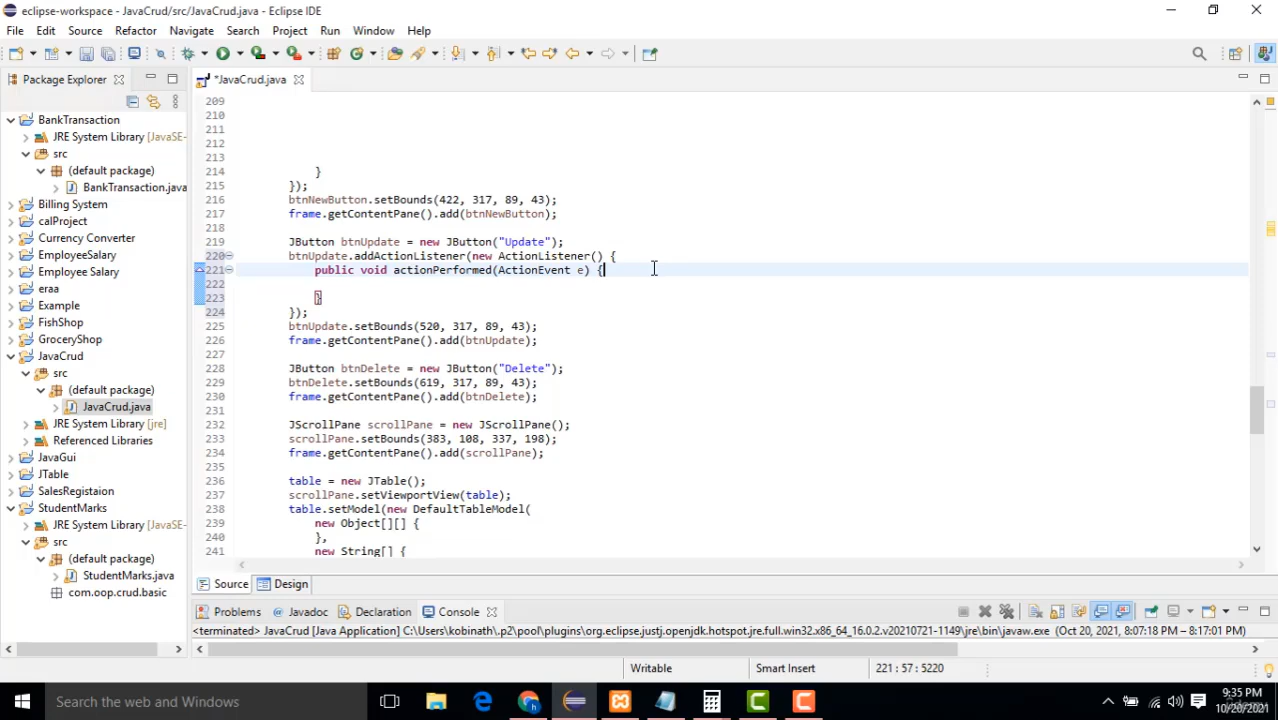 eclipse-workspace - JavaCrud/src/JavaCrud.java - Eclipse IDE
File Edit Source Refactor Navigate Search Project Run Window Help
Package Explorer
*JavaCrud.java
BankTransaction
JRE System Library [JavaSE-
src
(default package)
BankTransaction.java
Billing System
calProject
Currency Converter
EmployeeSalary
Employee Salary
eraa
Example
FishShop
GroceryShop
JavaCrud
src
(default package)
JavaCrud.java
JRE System Library [jre]
Referenced Libraries
JavaGui
JTable
SalesRegistaion
StudentMarks
JRE System Library [JavaSE-
src
(default package)
StudentMarks.java
com.oop.crud.basic
209
210
211
212
213
214 }
215 });
216 btnNewButton.setBounds(422, 317, 89, 43);
217 frame.getContentPane().add(btnNewButton);
218
219 JButton btnUpdate = new JButton("Update");
220 btnUpdate.addActionListener(new ActionListener() {
221 public void actionPerformed(ActionEvent e) {
222
223 }
224 });
225 btnUpdate.setBounds(520, 317, 89, 43);
226 frame.getContentPane().add(btnUpdate);
227
228 JButton btnDelete = new JButton("Delete");
229 btnDelete.setBounds(619, 317, 89, 43);
230 frame.getContentPane().add(btnDelete);
231
232 JScrollPane scrollPane = new JScrollPane();
233 scrollPane.setBounds(383, 108, 337, 198);
234 frame.getContentPane().add(scrollPane);
235
236 table = new JTable();
237 scrollPane.setViewportView(table);
238 table.setModel(new DefaultTableModel(
239 new Object[][] {
240 },
241 new String[] {
Source Design
Problems Javadoc Declaration Console
<terminated> JavaCrud [Java Application] C:\Users\kobinath\.p2\pool\plugins\org.eclipse.justj.openjdk.hotspot.jre.full.win32.x86_64_16.0.2.v20210721-1149\jre\bin\javaw.exe (Oct 20, 2021, 8:07:18 PM – 8:17:01 PM)
Writable Smart Insert 221 : 57 : 5220
Search the web and Windows
9:35 PM
10/20/2021